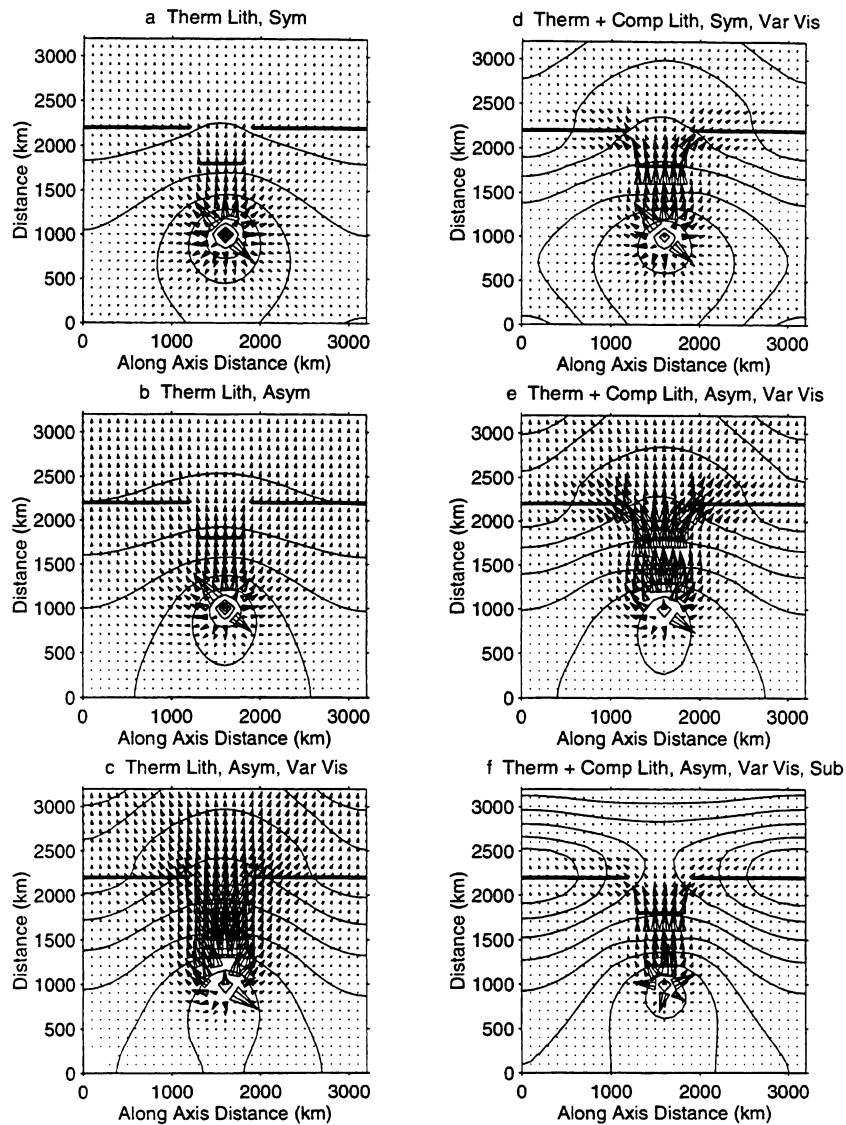 a Therm Lith, Sym
3000
2500
2000
1500
1000
500
0
Distance (km)
0 1000 2000 3000
Along Axis Distance (km)
b Therm Lith, Asym
3000
2500
2000
1500
1000
500
0
Distance (km)
0 1000 2000 3000
Along Axis Distance (km)
c Therm Lith, Asym, Var Vis
3000
2500
2000
1500
1000
500
0
Distance (km)
0 1000 2000 3000
Along Axis Distance (km)
d Therm + Comp Lith, Sym, Var Vis
3000
2500
2000
1500
1000
500
0
Distance (km)
0 1000 2000 3000
Along Axis Distance (km)
e Therm + Comp Lith, Asym, Var Vis
3000
2500
2000
1500
1000
500
0
Distance (km)
0 1000 2000 3000
Along Axis Distance (km)
f Therm + Comp Lith, Asym, Var Vis, Sub
3000
2500
2000
1500
1000
500
0
Distance (km)
0 1000 2000 3000
Along Axis Distance (km)